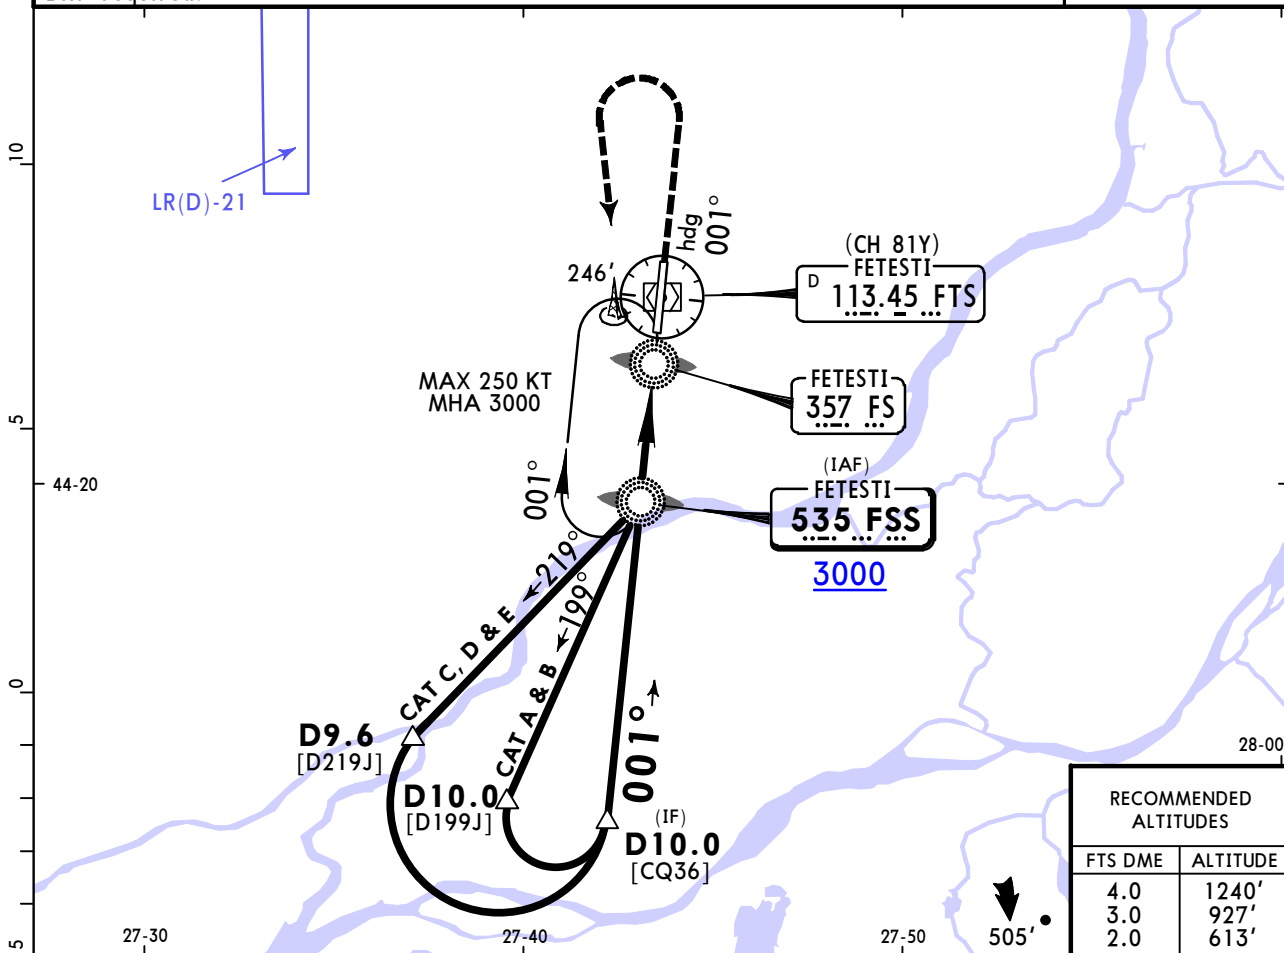 10
LR(D)-21
hdg
001°
246'
(CH 81Y)
FETESTI
D 113.45 FTS
MAX 250 KT
MHA 3000
FETESTI
357 FS
5
44-20
001°
(IAF)
FETESTI
535 FSS
3000
219°
199°
CAT C, D & E
CAT A & B
001°
0
D9.6
[D219J]
D10.0
[D199J]
(IF)
D10.0
[CQ36]
28-00
RECOMMENDED
ALTITUDES
FTS DME ALTITUDE
4.0 1240'
3.0 927'
2.0 613'
505'
5
27-30
27-40
27-50